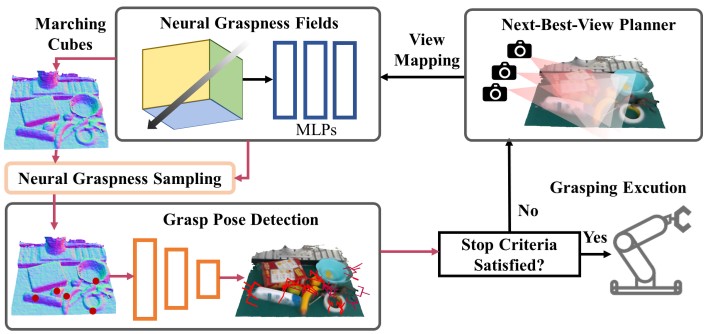 Marching
Cubes
Neural Graspness Fields
MLPs
View
Mapping
Next-Best-View Planner
Neural Graspness Sampling
Grasp Pose Detection
No
Stop Criteria
Satisfied?
Yes
Grasping Excution